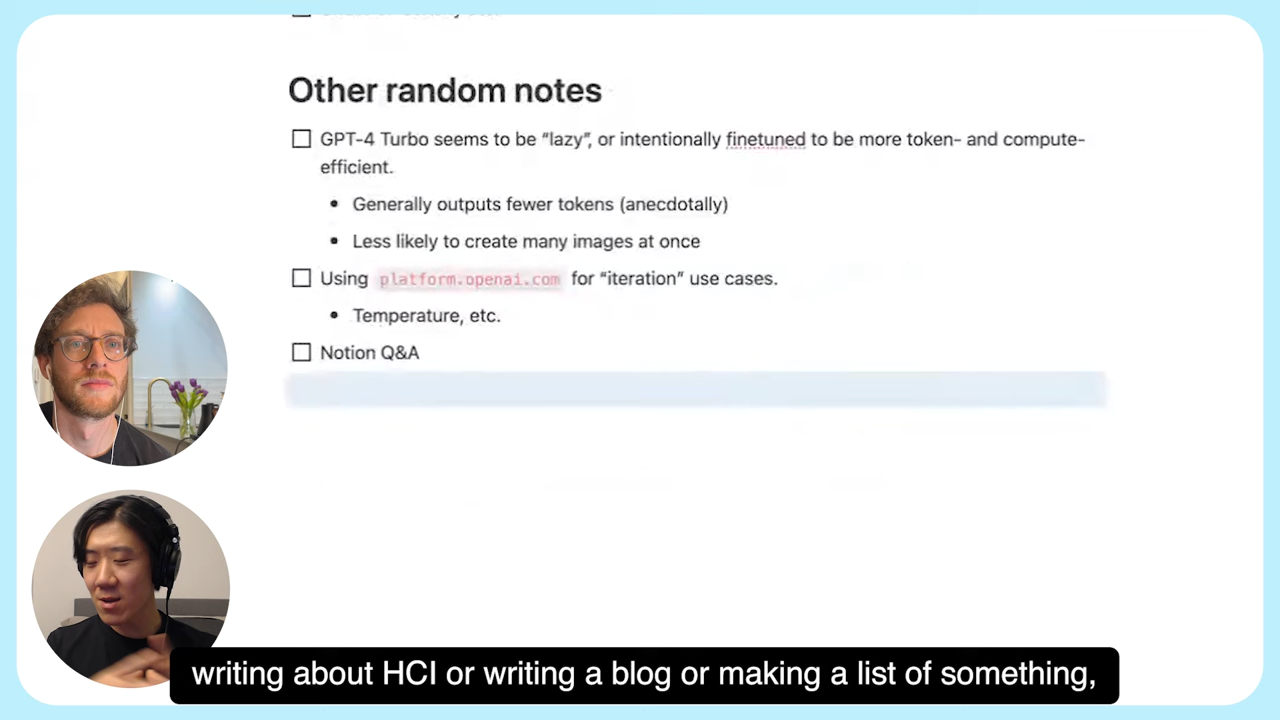 Other random notes
GPT-4 Turbo seems to be “lazy”, or intentionally finetuned to be more token- and compute-
efficient.
Generally outputs fewer tokens (anecdotally)
Less likely to create many images at once
Using platform.openai.com for “iteration” use cases.
Temperature, etc.
Notion Q&A
writing about HCI or writing a blog or making a list of something,